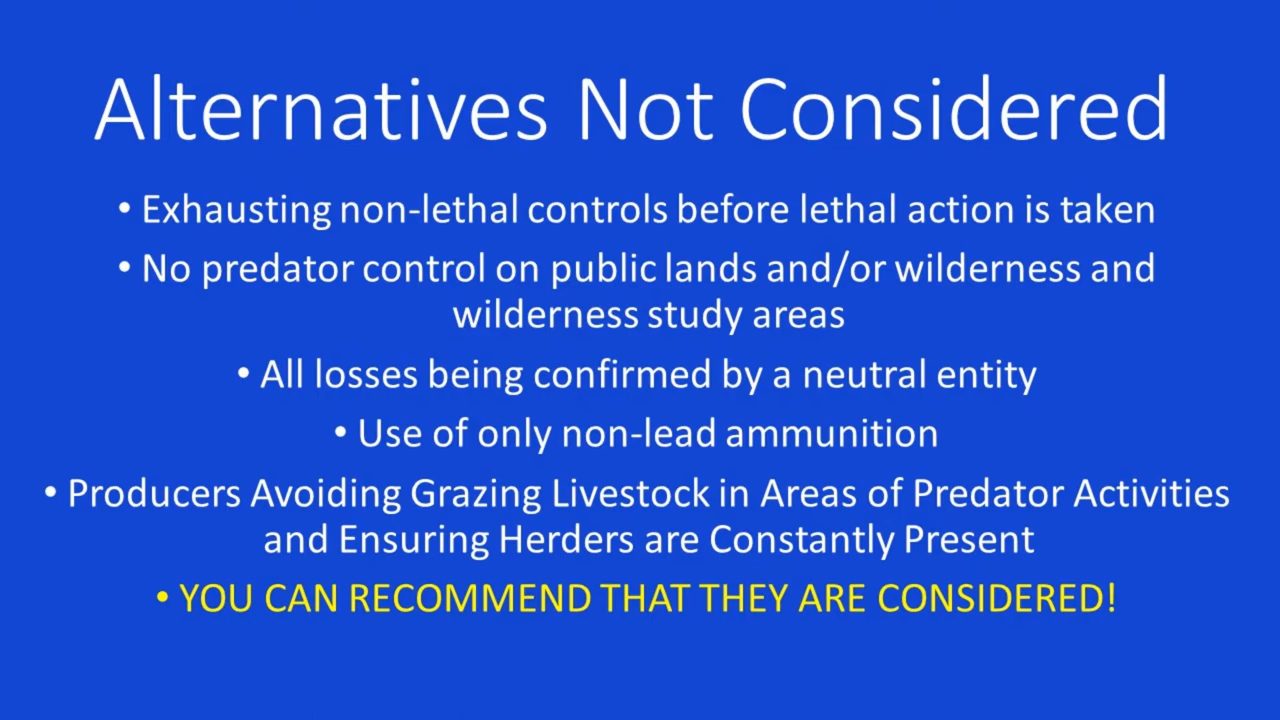 Alternatives Not Considered
• Exhausting non-lethal controls before lethal action is taken
• No predator control on public lands and/or wilderness and
wilderness study areas
• All losses being confirmed by a neutral entity
• Use of only non-lead ammunition
• Producers Avoiding Grazing Livestock in Areas of Predator Activities
and Ensuring Herders are Constantly Present
• YOU CAN RECOMMEND THAT THEY ARE CONSIDERED!